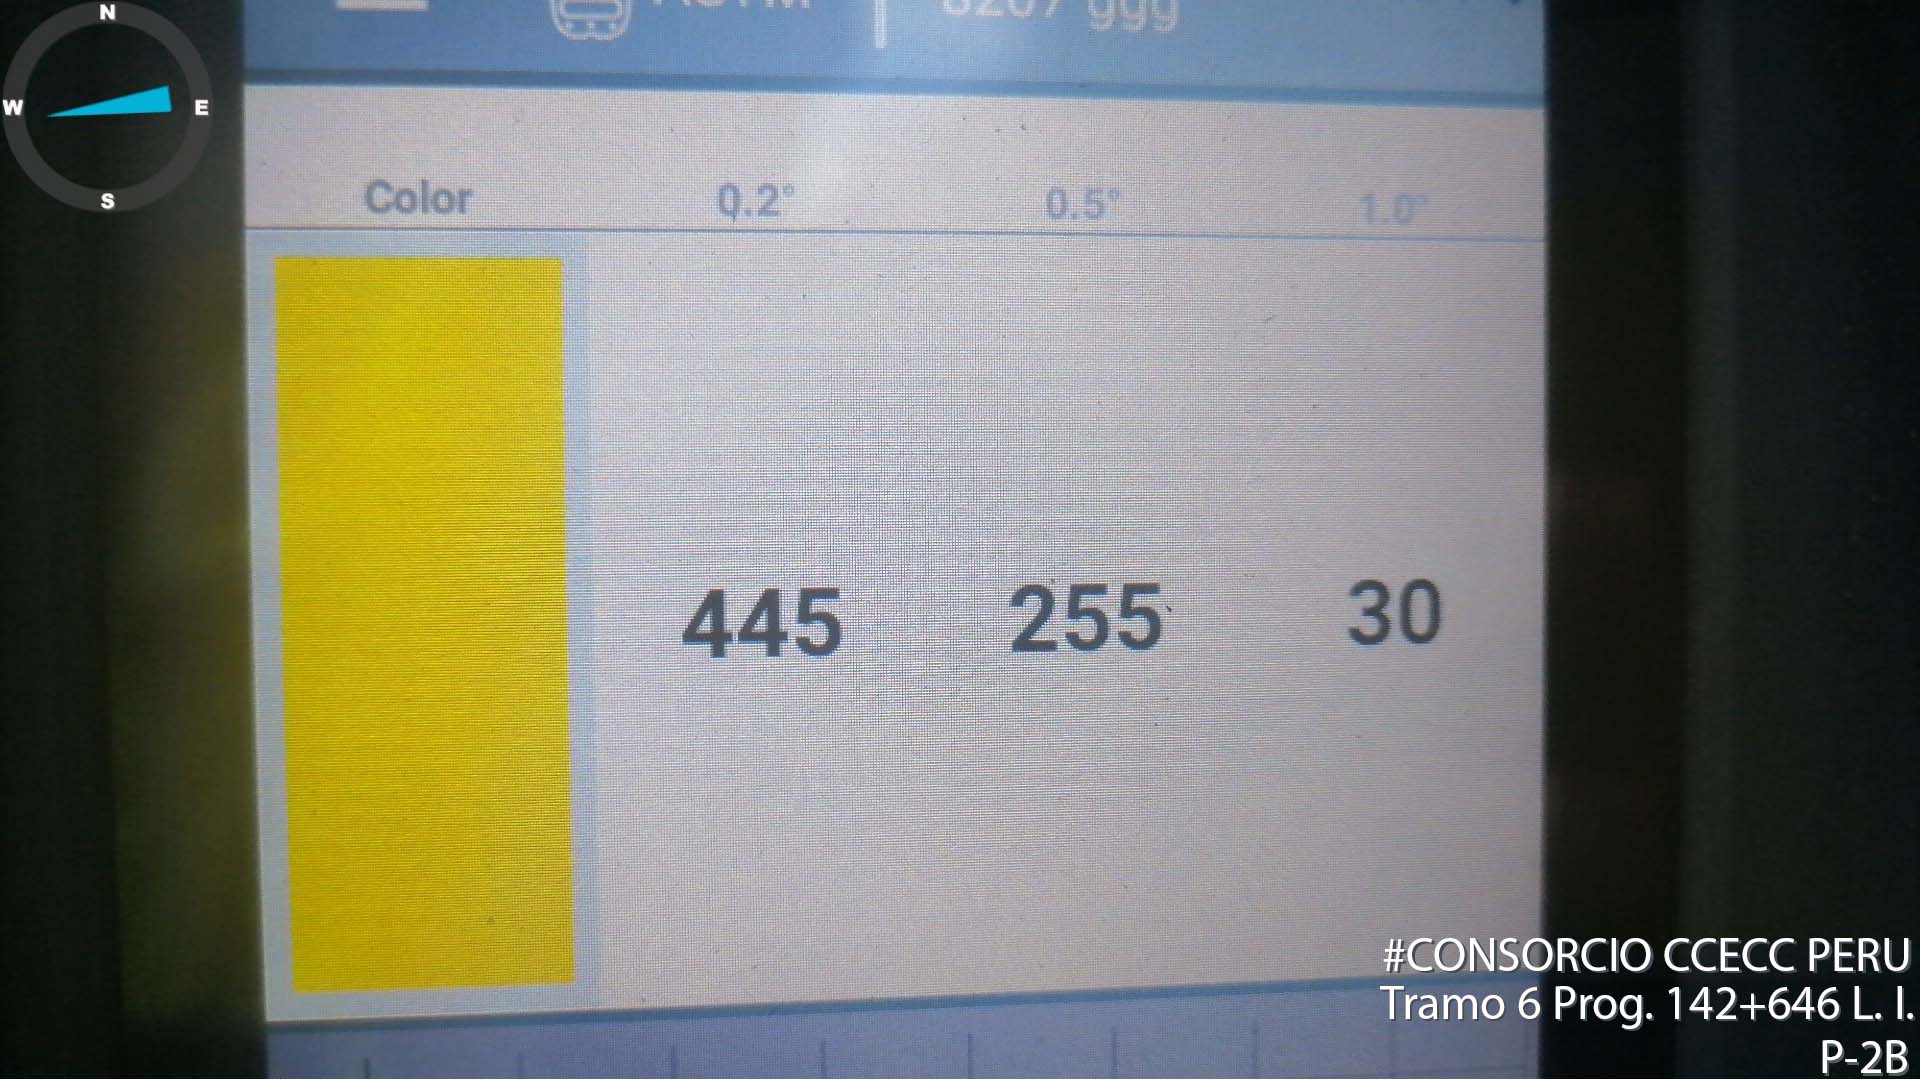 N
W E
S
Color 0.2° 0.5° 1.0°
445 255 30
#CONSORCIO CCECC PERU
Tramo 6 Prog. 142+646 L. I.
P-2B